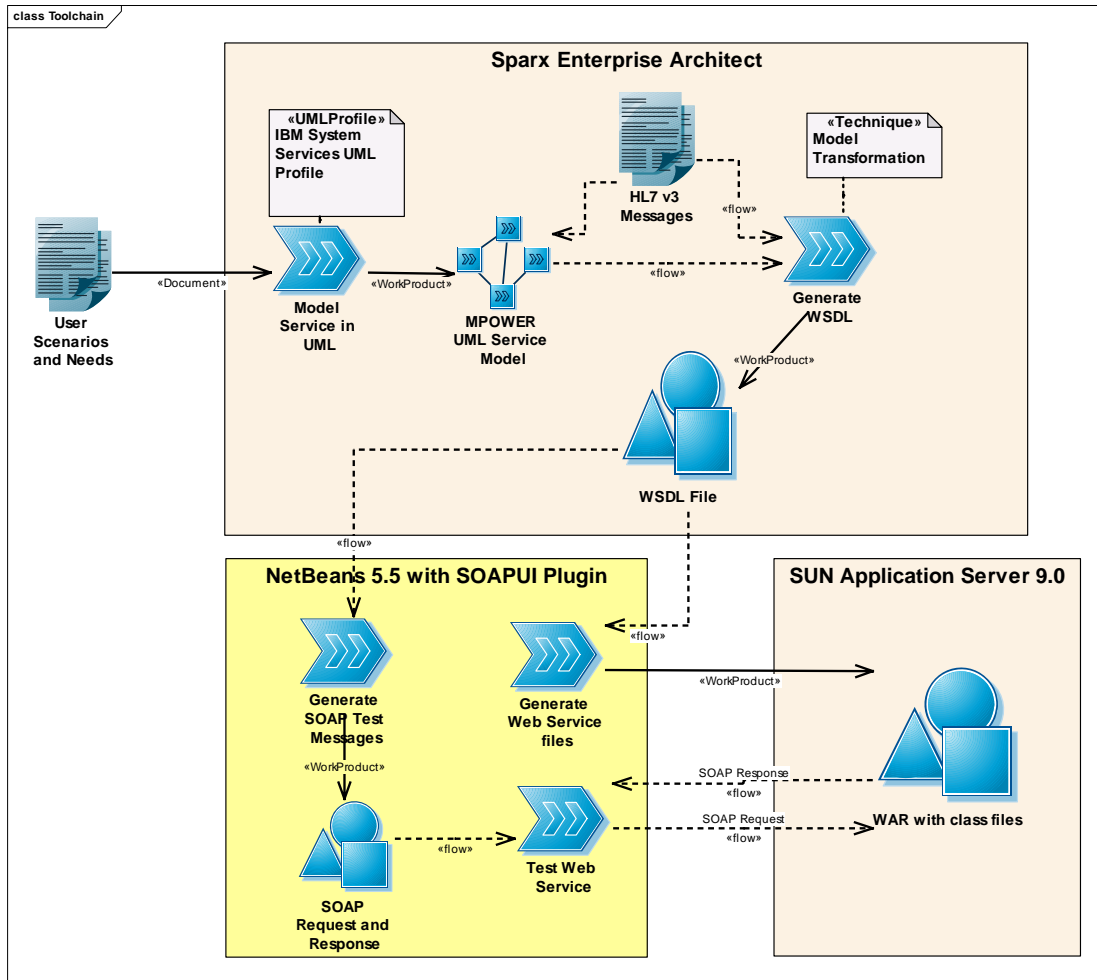 class Toolchain
Sparx Enterprise Architect
«UMLProfile»
IBM System
Services UML
Profile
«Technique»
Model
Transformation
HL7 v3
Messages
«flow»
«Document»
«WorkProduct»
«flow»
User
Scenarios
and Needs
Model
Service in
UML
MPOWER
UML Service
Model
Generate
WSDL
«WorkProduct»
WSDL File
«flow»
NetBeans 5.5 with SOAPUI Plugin
SUN Application Server 9.0
«flow»
Generate
SOAP Test
Messages
Generate
Web Service
files
«WorkProduct»
«WorkProduct»
SOAP Response
«flow»
SOAP Request
«flow»
WAR with class files
«flow»
Test Web
Service
SOAP
Request and
Response